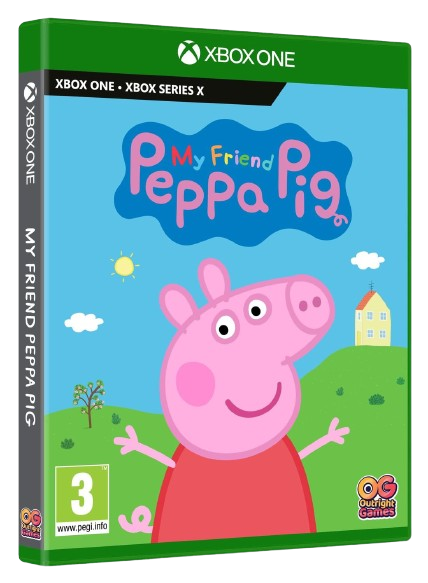 XBOX ONE
XBOX ONE • XBOX SERIES X
My Friend
Peppa Pig
3
www.pegi.info
OG
Outright
Games
XBOX ONE
MY FRIEND PEPPA PIG
OG